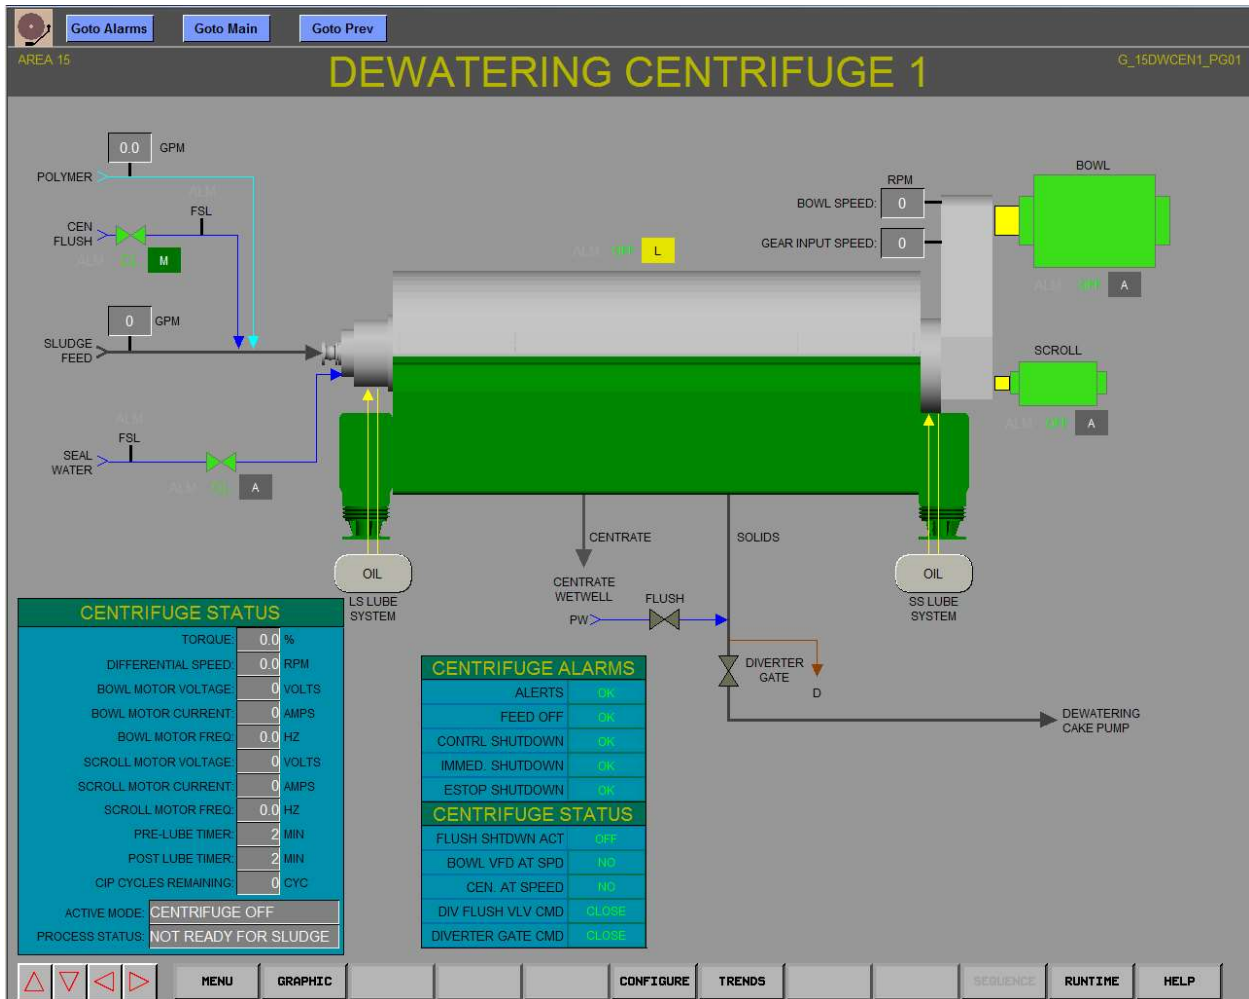 Goto Alarms Goto Main Goto Prev
AREA 15
DEWATERING CENTRIFUGE 1
G_15DWCEN1_PG01
0.0 GPM
POLYMER
ALM
FSL
CEN
FLUSH
ALM M
0 GPM
SLUDGE
FEED
ALM
FSL
SEAL
WATER
ALM A
ALM OFF L
RPM
BOWL SPEED: 0
GEAR INPUT SPEED: 0
BOWL
ALM OFF A
SCROLL
ALM OFF A
OIL
LS LUBE
SYSTEM
OIL
SS LUBE
SYSTEM
CENTRATE
CENTRATE
WETWELL
SOLIDS
FLUSH
PW
DIVERTER
GATE
D
DEWATERING
CAKE PUMP
CENTRIFUGE STATUS
TORQUE: 0.0 %
DIFFERENTIAL SPEED: 0.0 RPM
BOWL MOTOR VOLTAGE: 0 VOLTS
BOWL MOTOR CURRENT: 0 AMPS
BOWL MOTOR FREQ: 0.0 HZ
SCROLL MOTOR VOLTAGE: 0 VOLTS
SCROLL MOTOR CURRENT: 0 AMPS
SCROLL MOTOR FREQ: 0.0 HZ
PRE-LUBE TIMER: 2 MIN
POST LUBE TIMER: 2 MIN
CIP CYCLES REMAINING: 0 CYC
ACTIVE MODE: CENTRIFUGE OFF
PROCESS STATUS: NOT READY FOR SLUDGE
CENTRIFUGE ALARMS
ALERTS OK
FEED OFF OK
CONTRL SHUTDOWN OK
IMMED. SHUTDOWN OK
ESTOP SHUTDOWN OK
CENTRIFUGE STATUS
FLUSH SHTDWN ACT OFF
BOWL VFD AT SPD NO
CEN. AT SPEED NO
DIV FLUSH VLV CMD CLOSE
DIVERTER GATE CMD CLOSE
MENU GRAPHIC CONFIGURE TRENDS SEQUENCE RUNTIME HELP